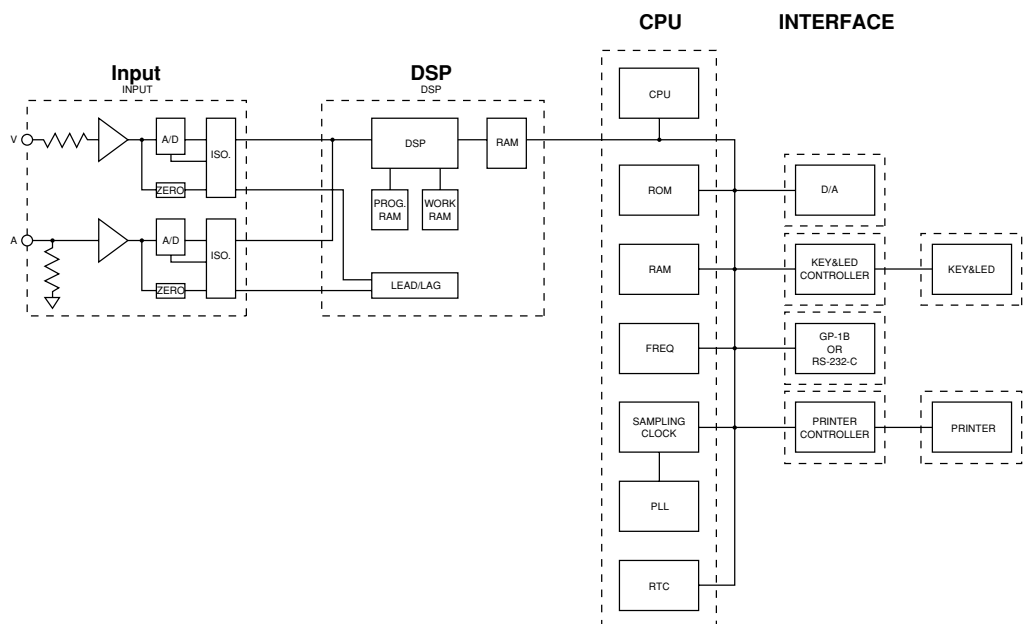 CPU
INTERFACE
Input
INPUT
DSP
DSP
V
A/D
ISO.
ZERO
A
A/D
ISO.
ZERO
DSP
RAM
PROG.
RAM
WORK
RAM
LEAD/LAG
CPU
ROM
RAM
FREQ
SAMPLING
CLOCK
PLL
RTC
D/A
KEY&LED
CONTROLLER
KEY&LED
GP-1B
OR
RS-232-C
PRINTER
CONTROLLER
PRINTER